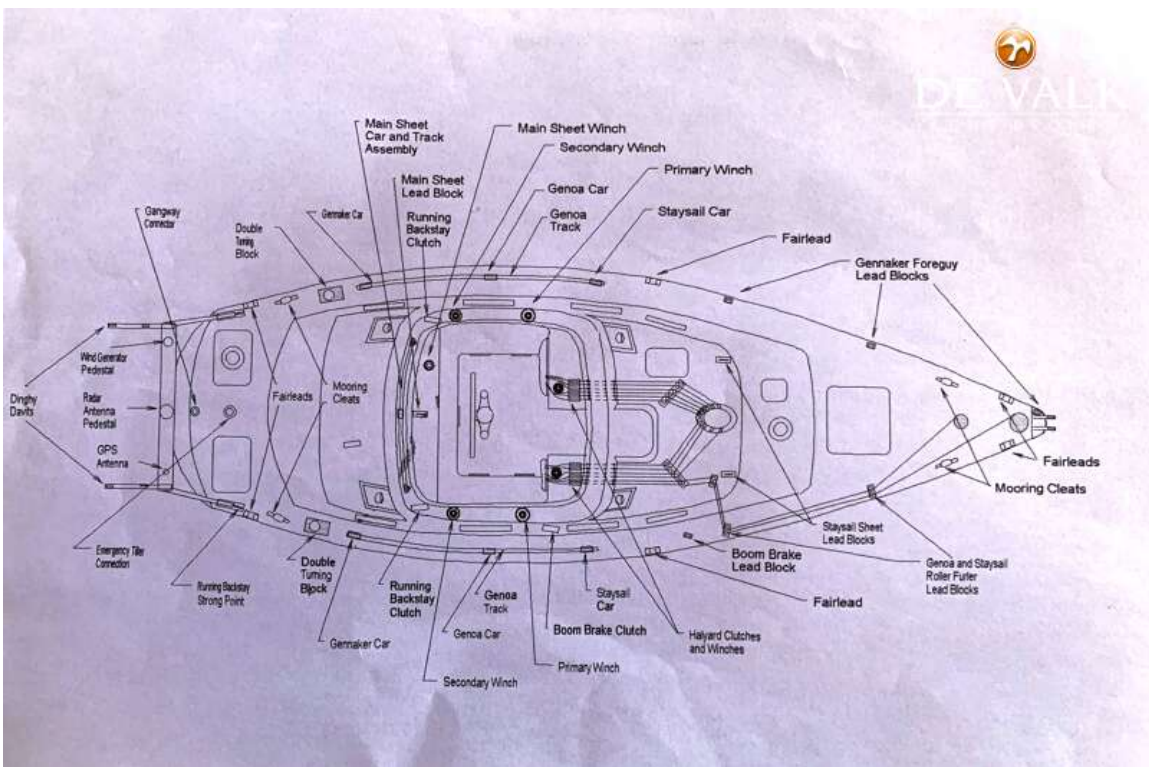 DE VALK
Main Sheet
Car and Track
Assembly
Main Sheet Winch
Secondary Winch
Primary Winch
Main Sheet
Lead Block
Genoa Car
Genoa
Track
Staysail Car
Gangway
Connector
Gennaker Car
Running
Backstay
Clutch
Double
Turning
Block
Fairlead
Gennaker Foreguy
Lead Blocks
Wind Generator
Pedestal
Dinghy
Davits
Radar
Antenna
Pedestal
Fairleads
Mooring
Cleats
GPS
Antenna
Fairleads
Mooring Cleats
Emergency Tiller
Connection
Running Backstay
Strong Point
Double
Turning
Block
Running
Backstay
Clutch
Genoa
Track
Staysail
Car
Boom Brake
Lead Block
Staysail Sheet
Lead Blocks
Genoa and Staysail
Roller Furler
Lead Blocks
Fairlead
Gennaker Car
Genoa Car
Boom Brake Clutch
Halyard Clutches
and Winches
Secondary Winch
Primary Winch